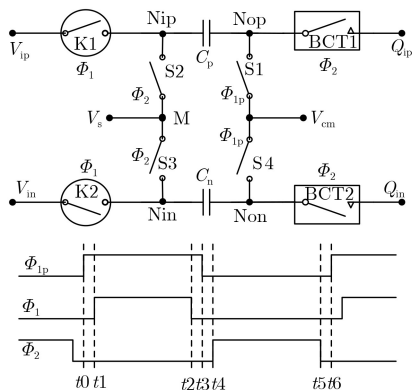 Nip Nop
K1 BCT1
V_ip Φ_1 C_p Φ_2 Q_ip
S2 S1
Φ_2 Φ_1p
V_s M V_cm
Φ_2 Φ_1p
Φ_1 S3 S4 Φ_2
V_in C_n Q_in
K2 BCT2
Nin Non
Φ_1p
Φ_1
Φ_2
t0 t1 t2 t3 t4 t5 t6